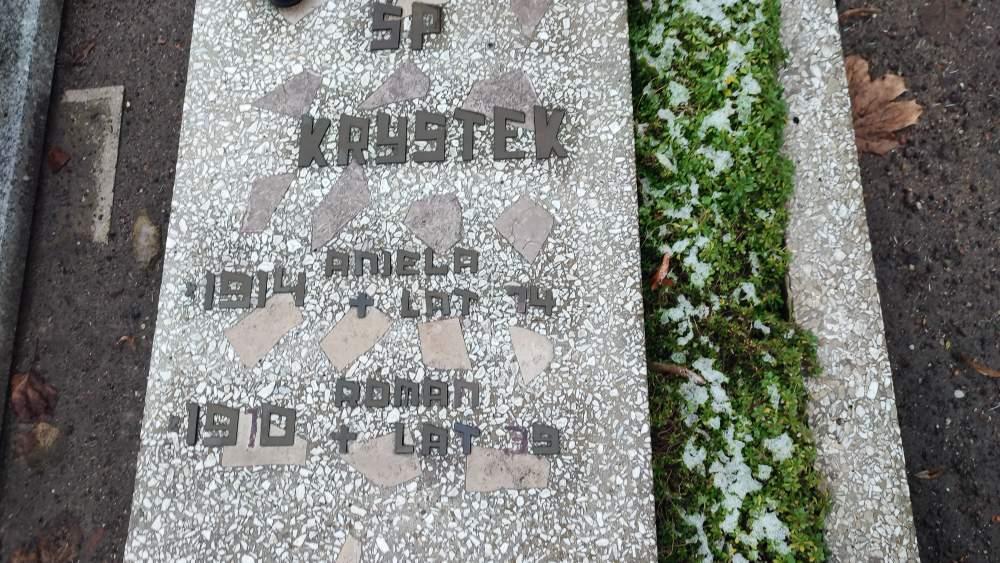 SP
KRYSTEK
ANIELA
*1914 + LAT 74
ROMAN
*1910 + LAT 39